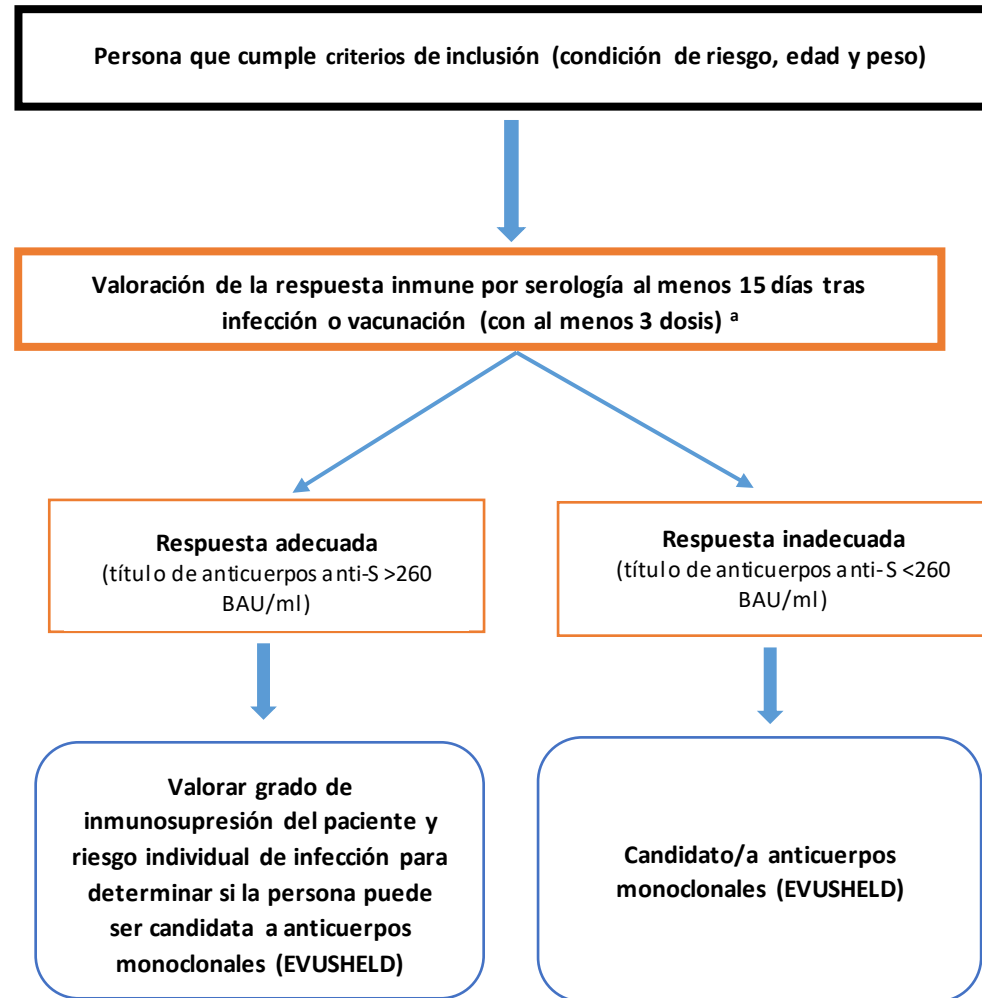 Persona que cumple criterios de inclusión (condición de riesgo, edad y peso)
Valoración de la respuesta inmune por serología al menos 15 días tras
infección o vacunación (con al menos 3 dosis) ª
Respuesta adecuada
(título de anticuerpos anti-S >260
BAU/ml)
Respuesta inadecuada
(título de anticuerpos anti-S <260
BAU/ml)
Valorar grado de
inmunosupresión del paciente y
riesgo individual de infección para
determinar si la persona puede
ser candidata a anticuerpos
monoclonales (EVUSHELD)
Candidato/a anticuerpos
monoclonales (EVUSHELD)